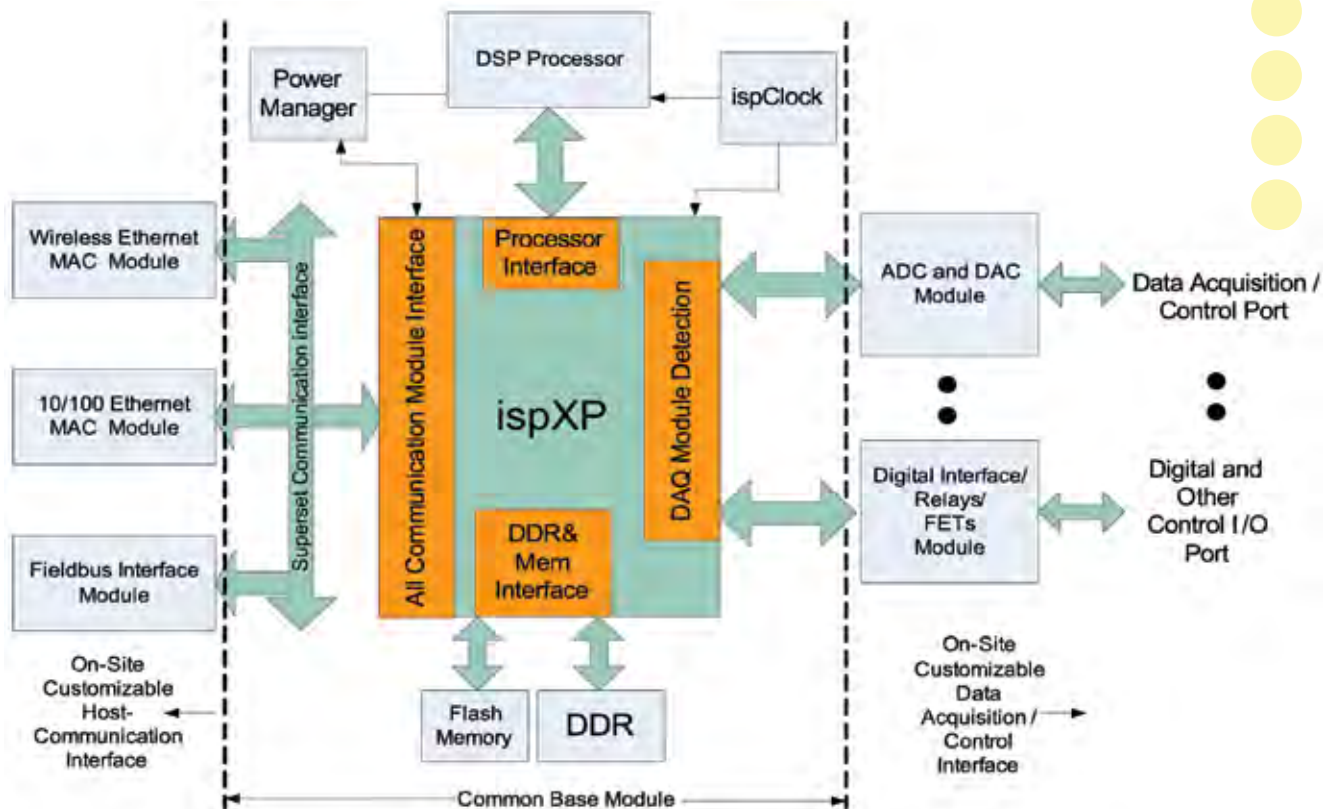 DSP Processor
Power
Manager
ispClock
Wireless Ethernet
MAC Module
10/100 Ethernet
MAC Module
Fieldbus Interface
Module
Superset Communication interface
All Communication Module Interface
Processor
Interface
ispXP
DAQ Module Detection
DDR&
Mem
Interface
Flash
Memory
DDR
ADC and DAC
Module
Data Acquisition /
Control Port
Digital Interface/
Relays/
FETs
Module
Digital and
Other
Control I/O
Port
On-Site
Customizable
Host-
Communication
Interface
On-Site
Customizable
Data
Acquisition /
Control
Interface
Common Base Module